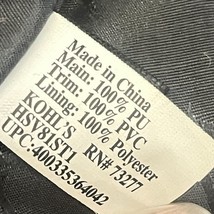 Made in China
Main: 100% PU
Trim: 100% PVC
Lining: 100% Polyester
KOHL'S RN# 73277
HSV81ST1
UPC:400335364042